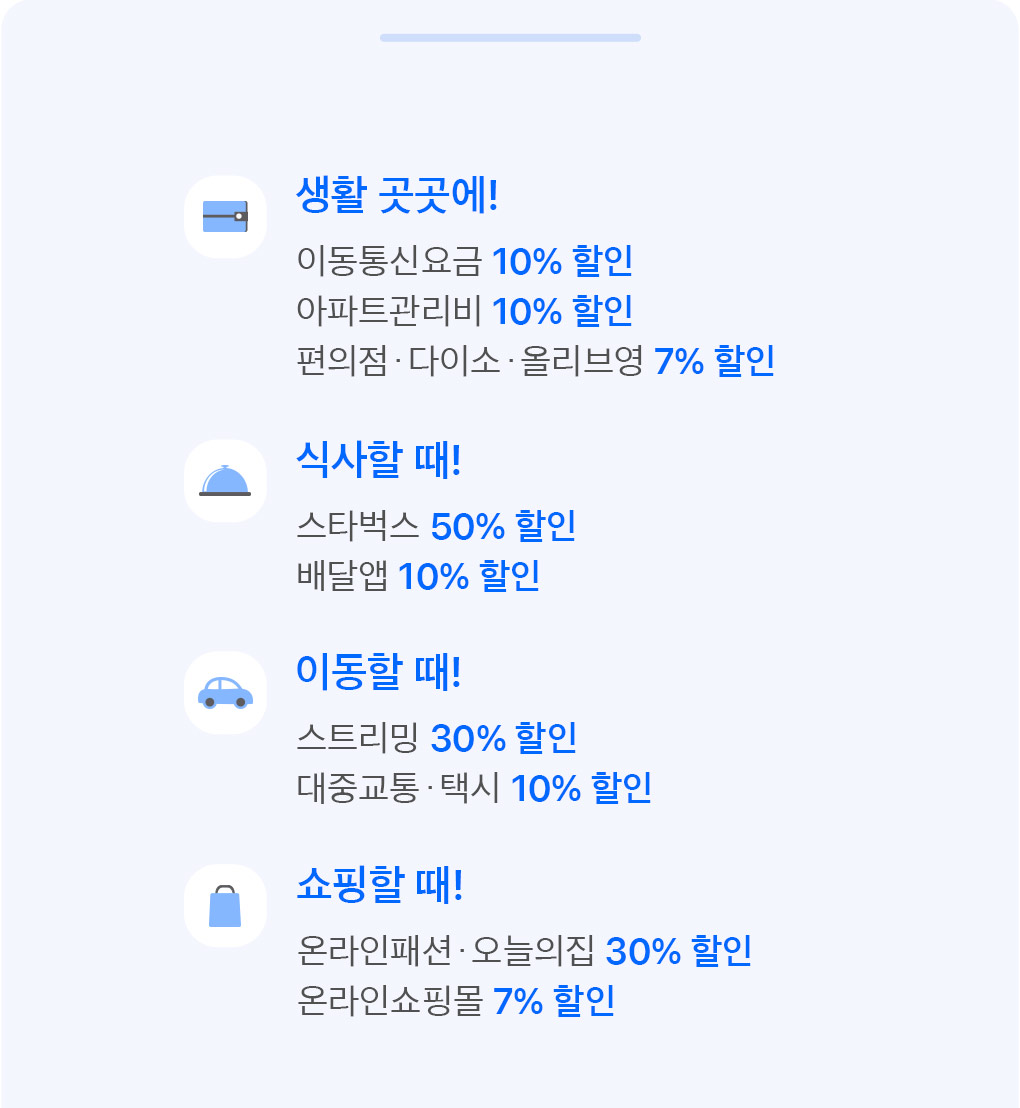 생활 곳곳에!
이동통신요금 10% 할인
아파트관리비 10% 할인
편의점·다이소·올리브영 7% 할인
식사할 때!
스타벅스 50% 할인
배달앱 10% 할인
이동할 때!
스트리밍 30% 할인
대중교통·택시 10% 할인
쇼핑할 때!
온라인패션·오늘의집 30% 할인
온라인쇼핑몰 7% 할인